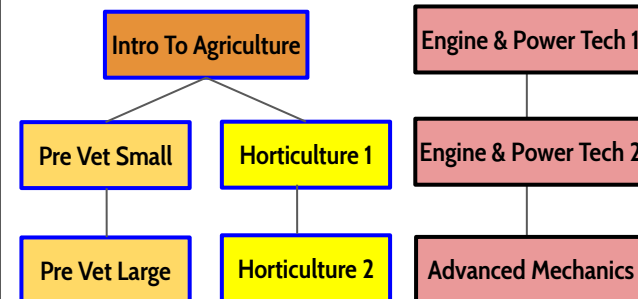 Intro To Agriculture
Engine & Power Tech 1
Pre Vet Small
Horticulture 1
Engine & Power Tech 2
Pre Vet Large
Horticulture 2
Advanced Mechanics